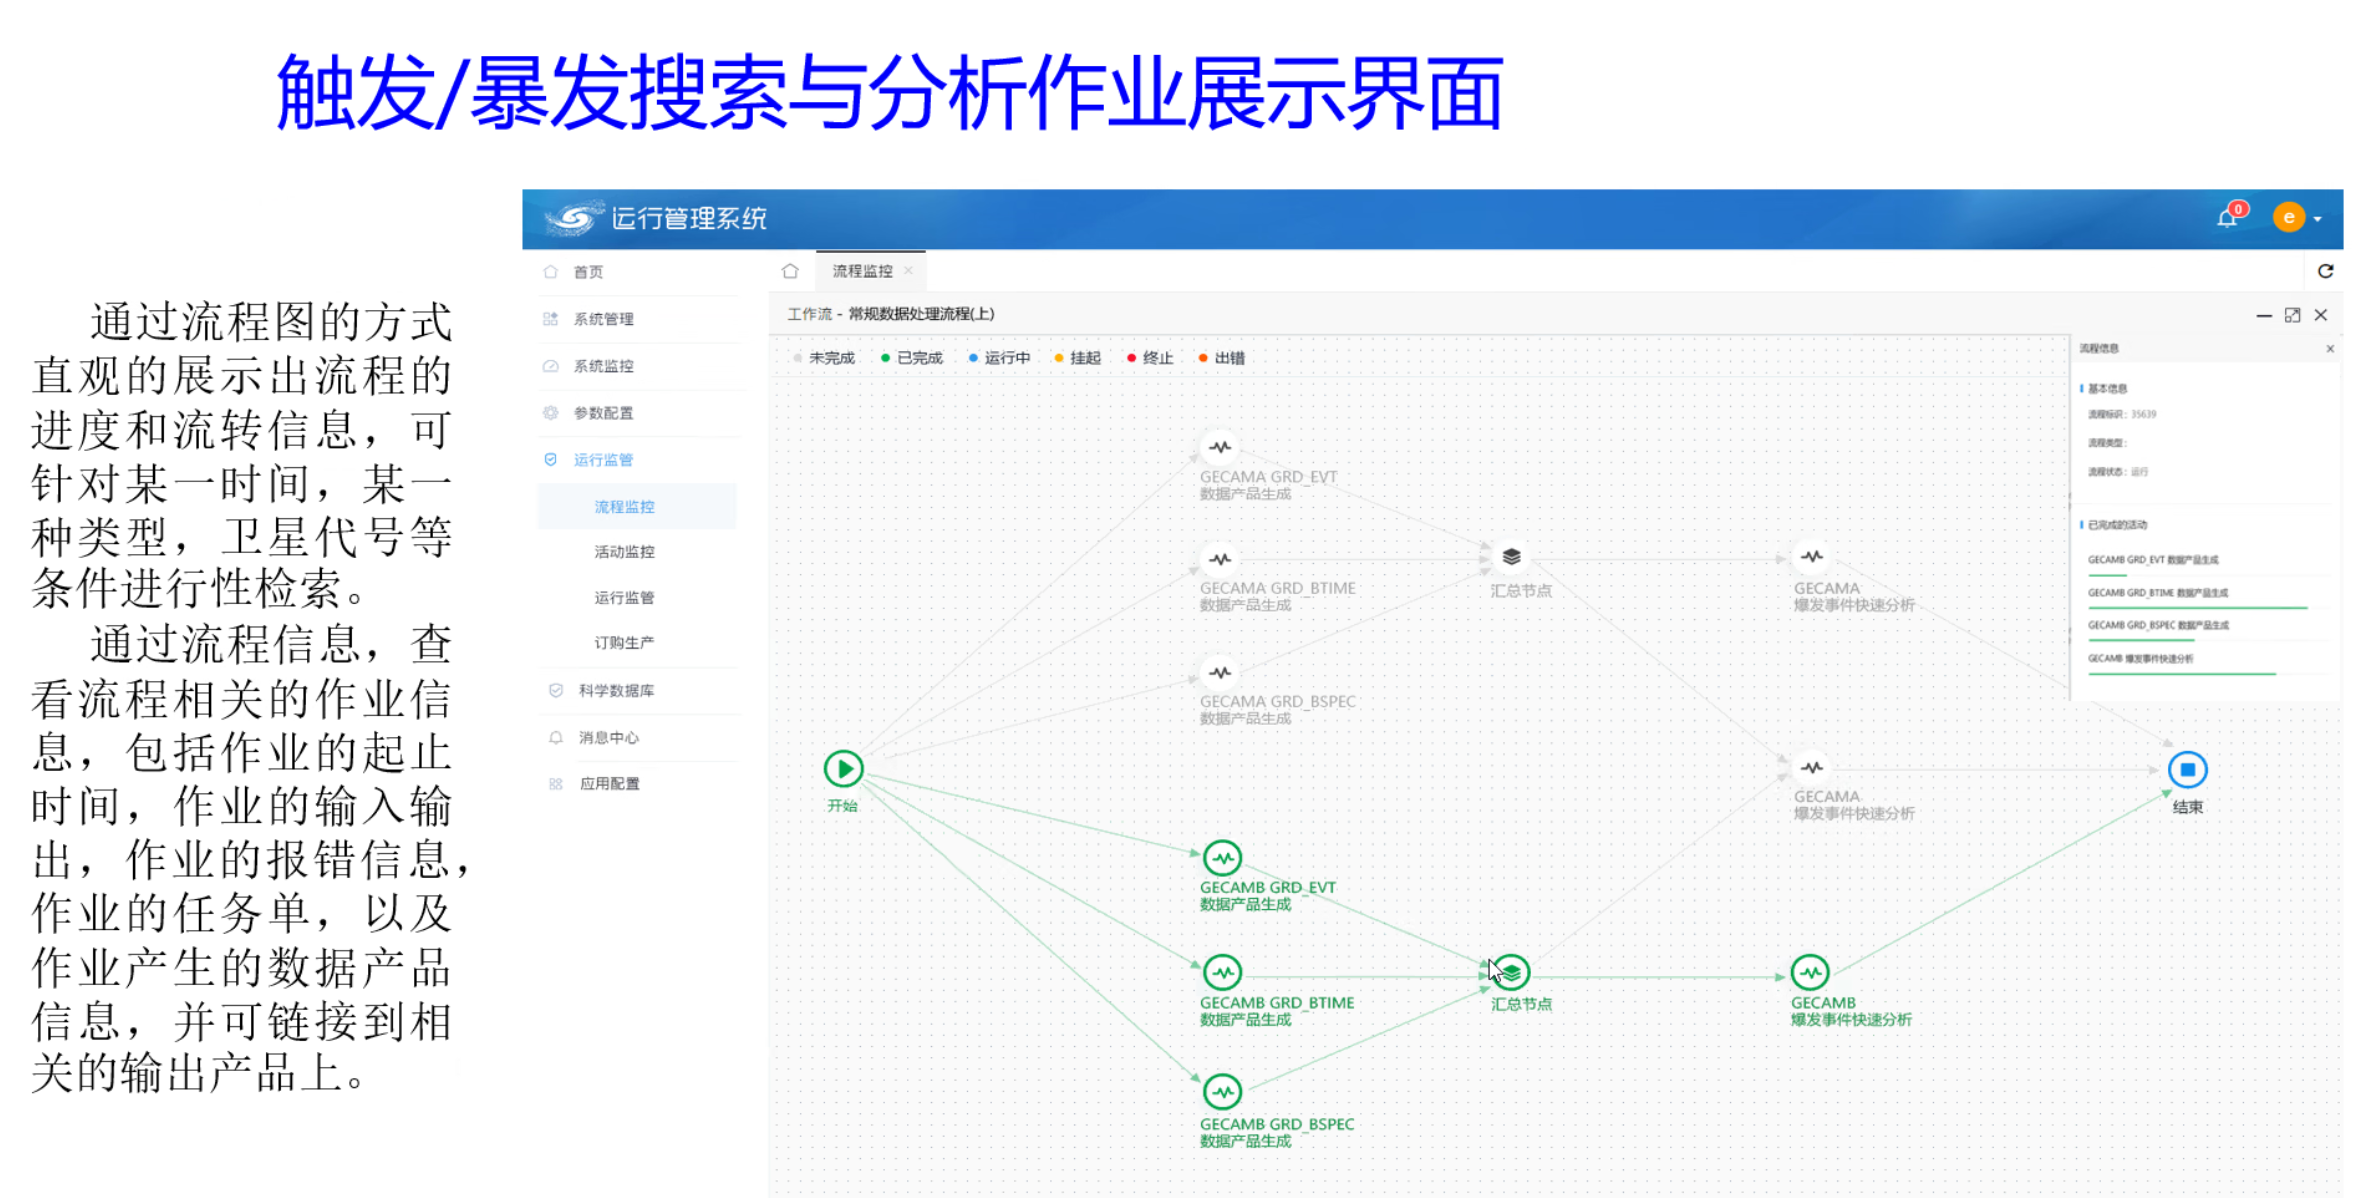 触发/暴发搜索与分析作业展示界面
通过流程图的方式
直观的展示出流程的
进度和流转信息，可
针对某一时间，某一
种类型，卫星代号等
条件进行性检索。
通过流程信息，查
看流程相关的作业信
息，包括作业的起止
时间，作业的输入输
出，作业的报错信息，
作业的任务单，以及
作业产生的数据产品
信息，并可链接到相
关的输出产品上。
运行管理系统
0
e
首页
系统管理
系统监控
参数配置
运行监管
流程监控
活动监控
运行监管
订购生产
科学数据库
消息中心
应用配置
流程监控
工作流 - 常规数据处理流程(上)
未完成 已完成 运行中 挂起 终止 出错
GECAMA GRD_EVT
数据产品生成
GECAMA GRD_BTIME
数据产品生成
GECAMA GRD_BSPEC
数据产品生成
汇总节点
GECAMA
爆发事件快速分析
GECAMA
爆发事件快速分析
开始
结束
GECAMB GRD_EVT
数据产品生成
GECAMB GRD_BTIME
数据产品生成
GECAMB GRD_BSPEC
数据产品生成
汇总节点
GECAMB
爆发事件快速分析
流程信息
基本信息
流程标识：35639
流程类型：
流程状态：运行
已完成的活动
GECAMB GRD_EVT 数据产品生成
GECAMB GRD_BTIME 数据产品生成
GECAMB GRD_BSPEC 数据产品生成
GECAMB 爆发事件快速分析